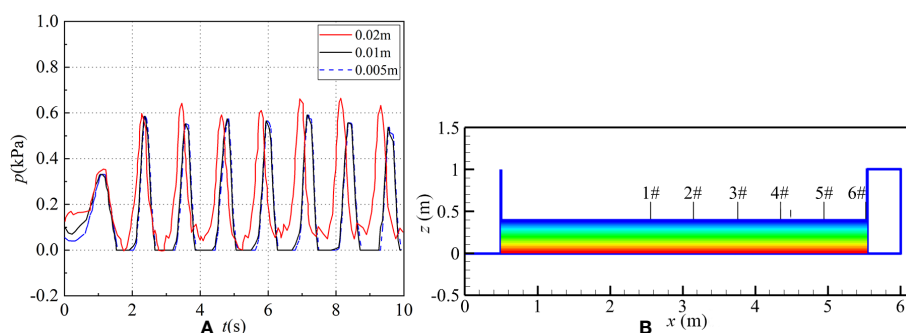 1.0
0.8
0.6
0.4
0.2
0.0
-0.2
p(kPa)
0.02m
0.01m
0.005m
0 2 4 6 8 10
A t(s)
1.5
1
0.5
0
-0.5
z (m)
1# 2# 3# 4# 5# 6#
0 1 2 3 4 5 6
B x (m)